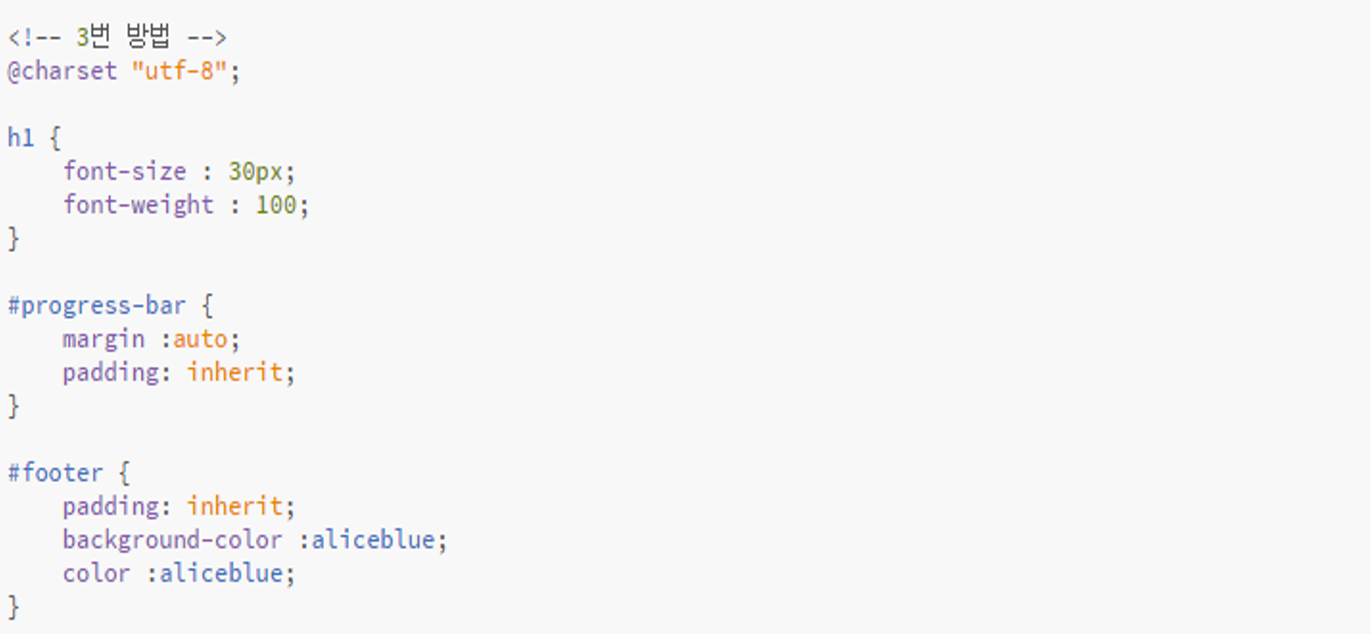 <!-- 3번 방법 -->
@charset "utf-8";
h1 {
font-size : 30px;
font-weight : 100;
}
#progress-bar {
margin :auto;
padding: inherit;
}
#footer {
padding: inherit;
background-color :aliceblue;
color :aliceblue;
}